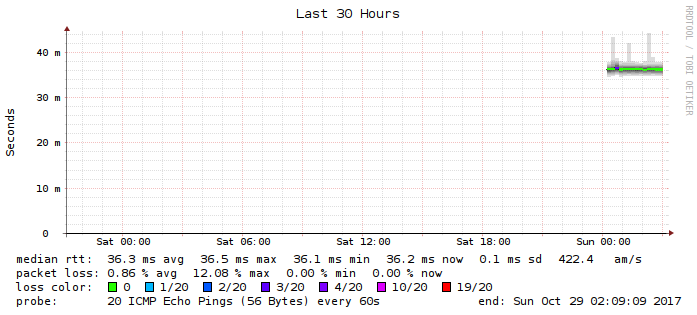 Last 30 Hours
RRDTOOL / TOBI OETIKER
Seconds
40 m
30 m
20 m
10 m
0
Sat 00:00 Sat 06:00 Sat 12:00 Sat 18:00 Sun 00:00
median rtt: 36.3 ms avg 36.5 ms max 36.1 ms min 36.2 ms now 0.1 ms sd 422.4 am/s
packet loss: 0.86 % avg 12.08 % max 0.00 % min 0.00 % now
loss color: 0 1/20 2/20 3/20 4/20 10/20 19/20
probe: 20 ICMP Echo Pings (56 Bytes) every 60s end: Sun Oct 29 02:09:09 2017